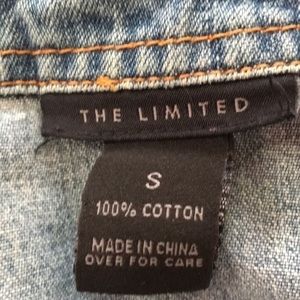 THE LIMITED
S
100% COTTON
MADE IN CHINA
OVER FOR CARE